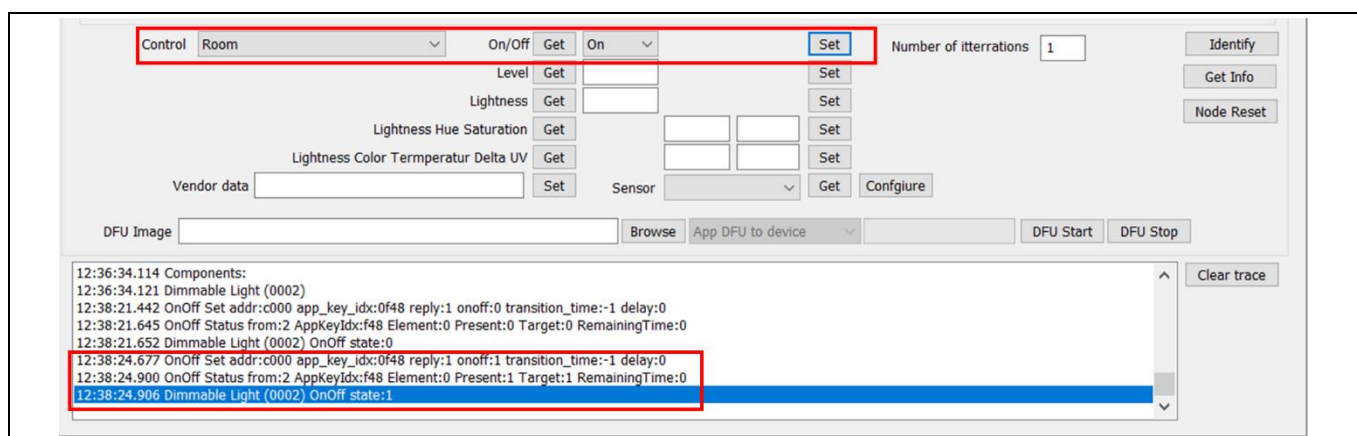 Control Room On/Off Get On Set Number of itterrations 1 Identify
Level Get Set Get Info
Lightness Get Set
Node Reset
Lightness Hue Saturation Get Set
Lightness Color Termperatur Delta UV Get Set
Vendor data Set Sensor Get Confgiure
DFU Image Browse App DFU to device DFU Start DFU Stop
12:36:34.114 Components: Clear trace
12:36:34.121 Dimmable Light (0002)
12:38:21.442 OnOff Set addr:c000 app_key_idx:0f48 reply:1 onoff:0 transition_time:-1 delay:0
12:38:21.645 OnOff Status from:2 AppKeyIdx:f48 Element:0 Present:0 Target:0 RemainingTime:0
12:38:21.652 Dimmable Light (0002) OnOff state:0
12:38:24.677 OnOff Set addr:c000 app_key_idx:0f48 reply:1 onoff:1 transition_time:-1 delay:0
12:38:24.900 OnOff Status from:2 AppKeyIdx:f48 Element:0 Present:1 Target:1 RemainingTime:0
12:38:24.906 Dimmable Light (0002) OnOff state:1